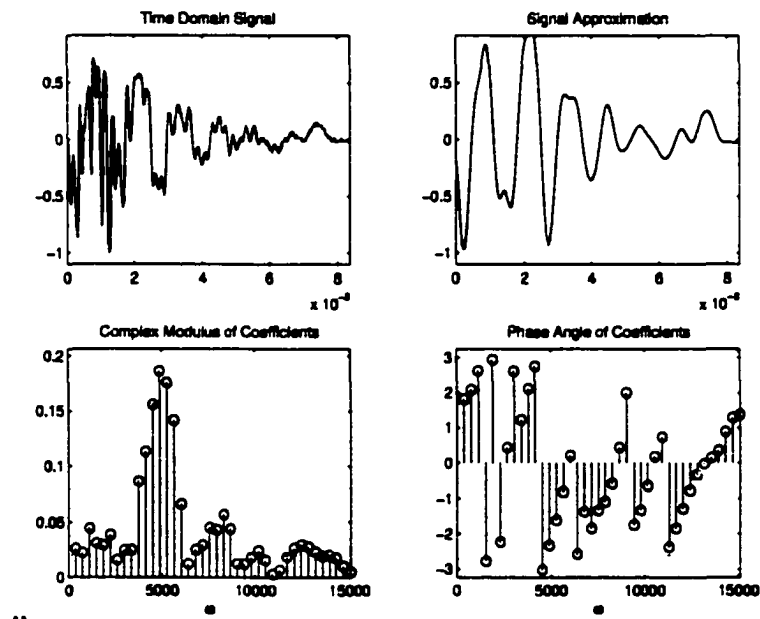 Time Domain Signal
0.5
0
-0.5
-1
0 2 4 6 8
Signal Approximation
0.5
0
-0.5
-1
0 2 4 6 8
Complex Modulus of Coefficients
0.2
0.15
0.1
0.05
0
0 5000 10000 15000
ω
Phase Angle of Coefficients
3
2
1
0
-1
-2
-3
0 5000 10000 15000
ω